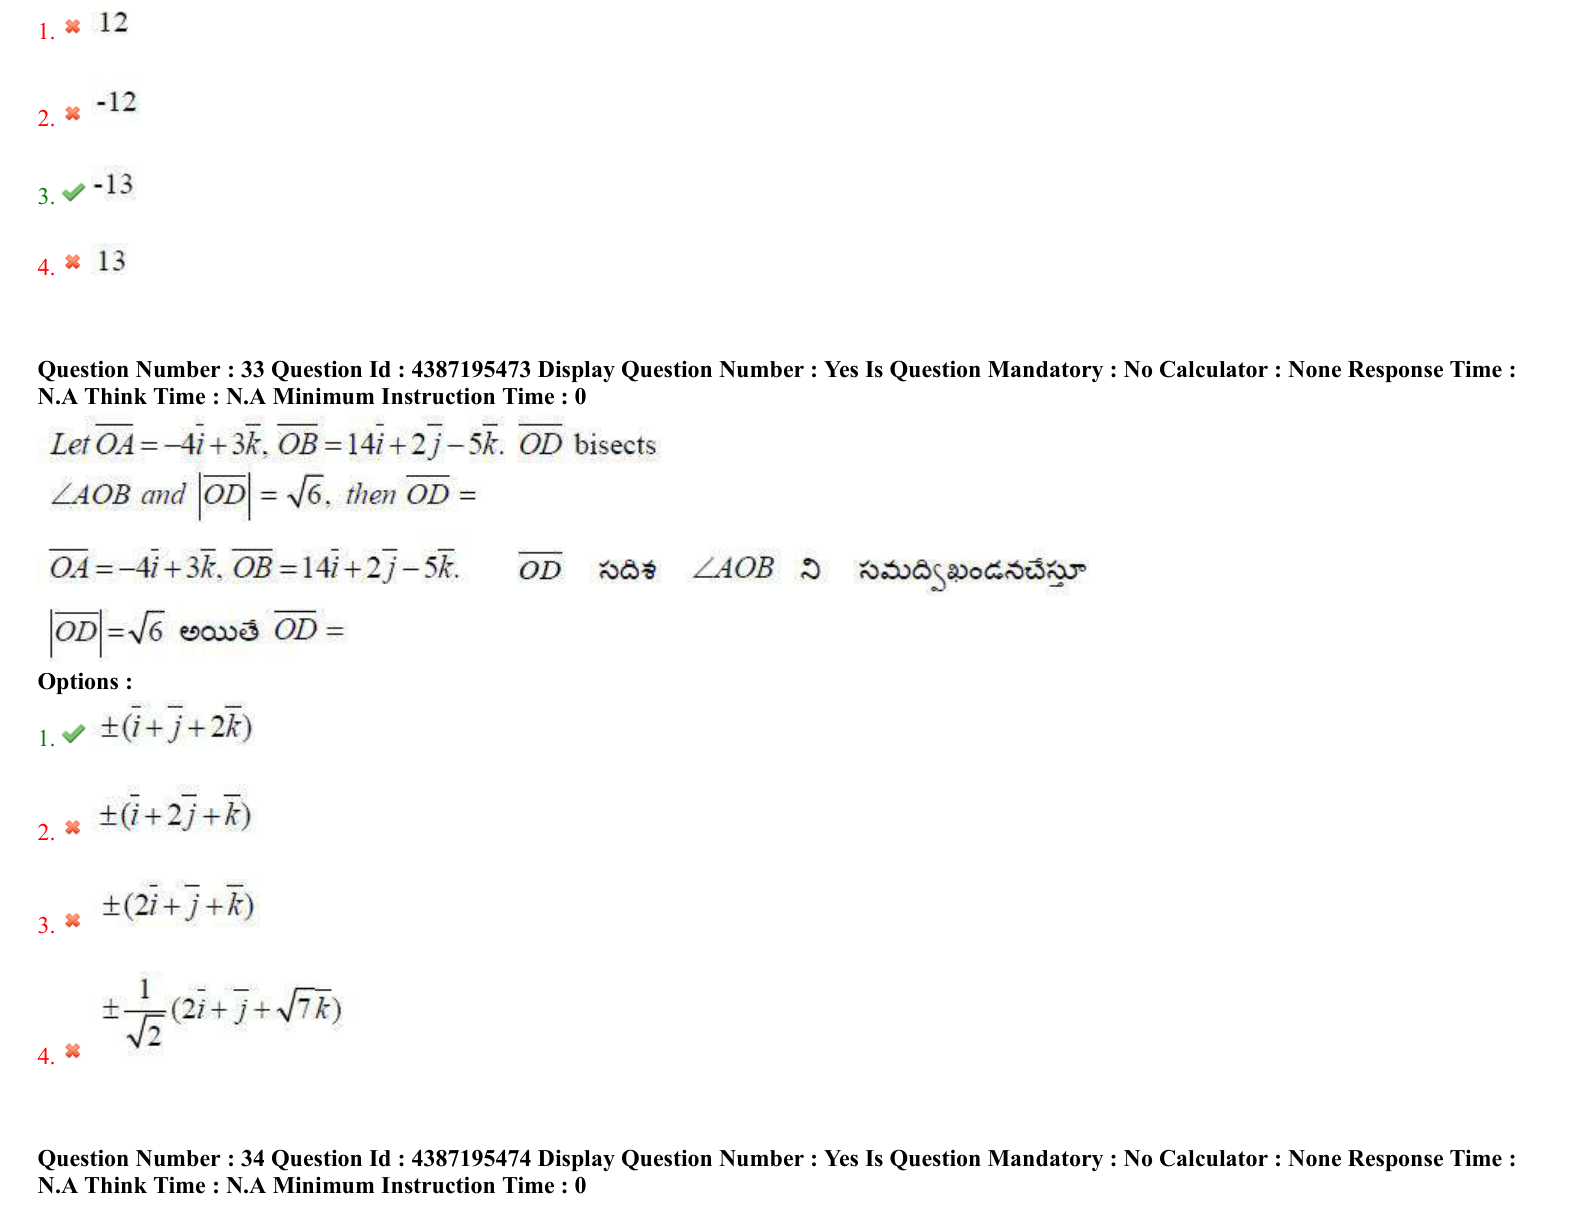 1. 12
2. -12
3. -13
4. 13
Question Number : 33 Question Id : 4387195473 Display Question Number : Yes Is Question Mandatory : No Calculator : None Response Time :
N.A Think Time : N.A Minimum Instruction Time : 0
Let $\overline{OA} = -4\overline{i} + 3\overline{k}$, $\overline{OB} = 14\overline{i} + 2\overline{j} - 5\overline{k}$. $\overline{OD}$ bisects
∠AOB and $|\overline{OD}| = \sqrt{6}$, then $\overline{OD}$ =
$\overline{OA} = -4\overline{i} + 3\overline{k}$, $\overline{OB} = 14\overline{i} + 2\overline{j} - 5\overline{k}$. $\overline{OD}$ సదిశ ∠AOB ని సమద్విఖండనచేస్తూ
$|\overline{OD}| = \sqrt{6}$ అయితే $\overline{OD}$ =
Options :
1. $\pm(\overline{i} + \overline{j} + 2\overline{k})$
2. $\pm(\overline{i} + 2\overline{j} + \overline{k})$
3. $\pm(2\overline{i} + \overline{j} + \overline{k})$
4. $\pm\frac{1}{\sqrt{2}}(2\overline{i} + \overline{j} + \sqrt{7}\overline{k})$
Question Number : 34 Question Id : 4387195474 Display Question Number : Yes Is Question Mandatory : No Calculator : None Response Time :
N.A Think Time : N.A Minimum Instruction Time : 0